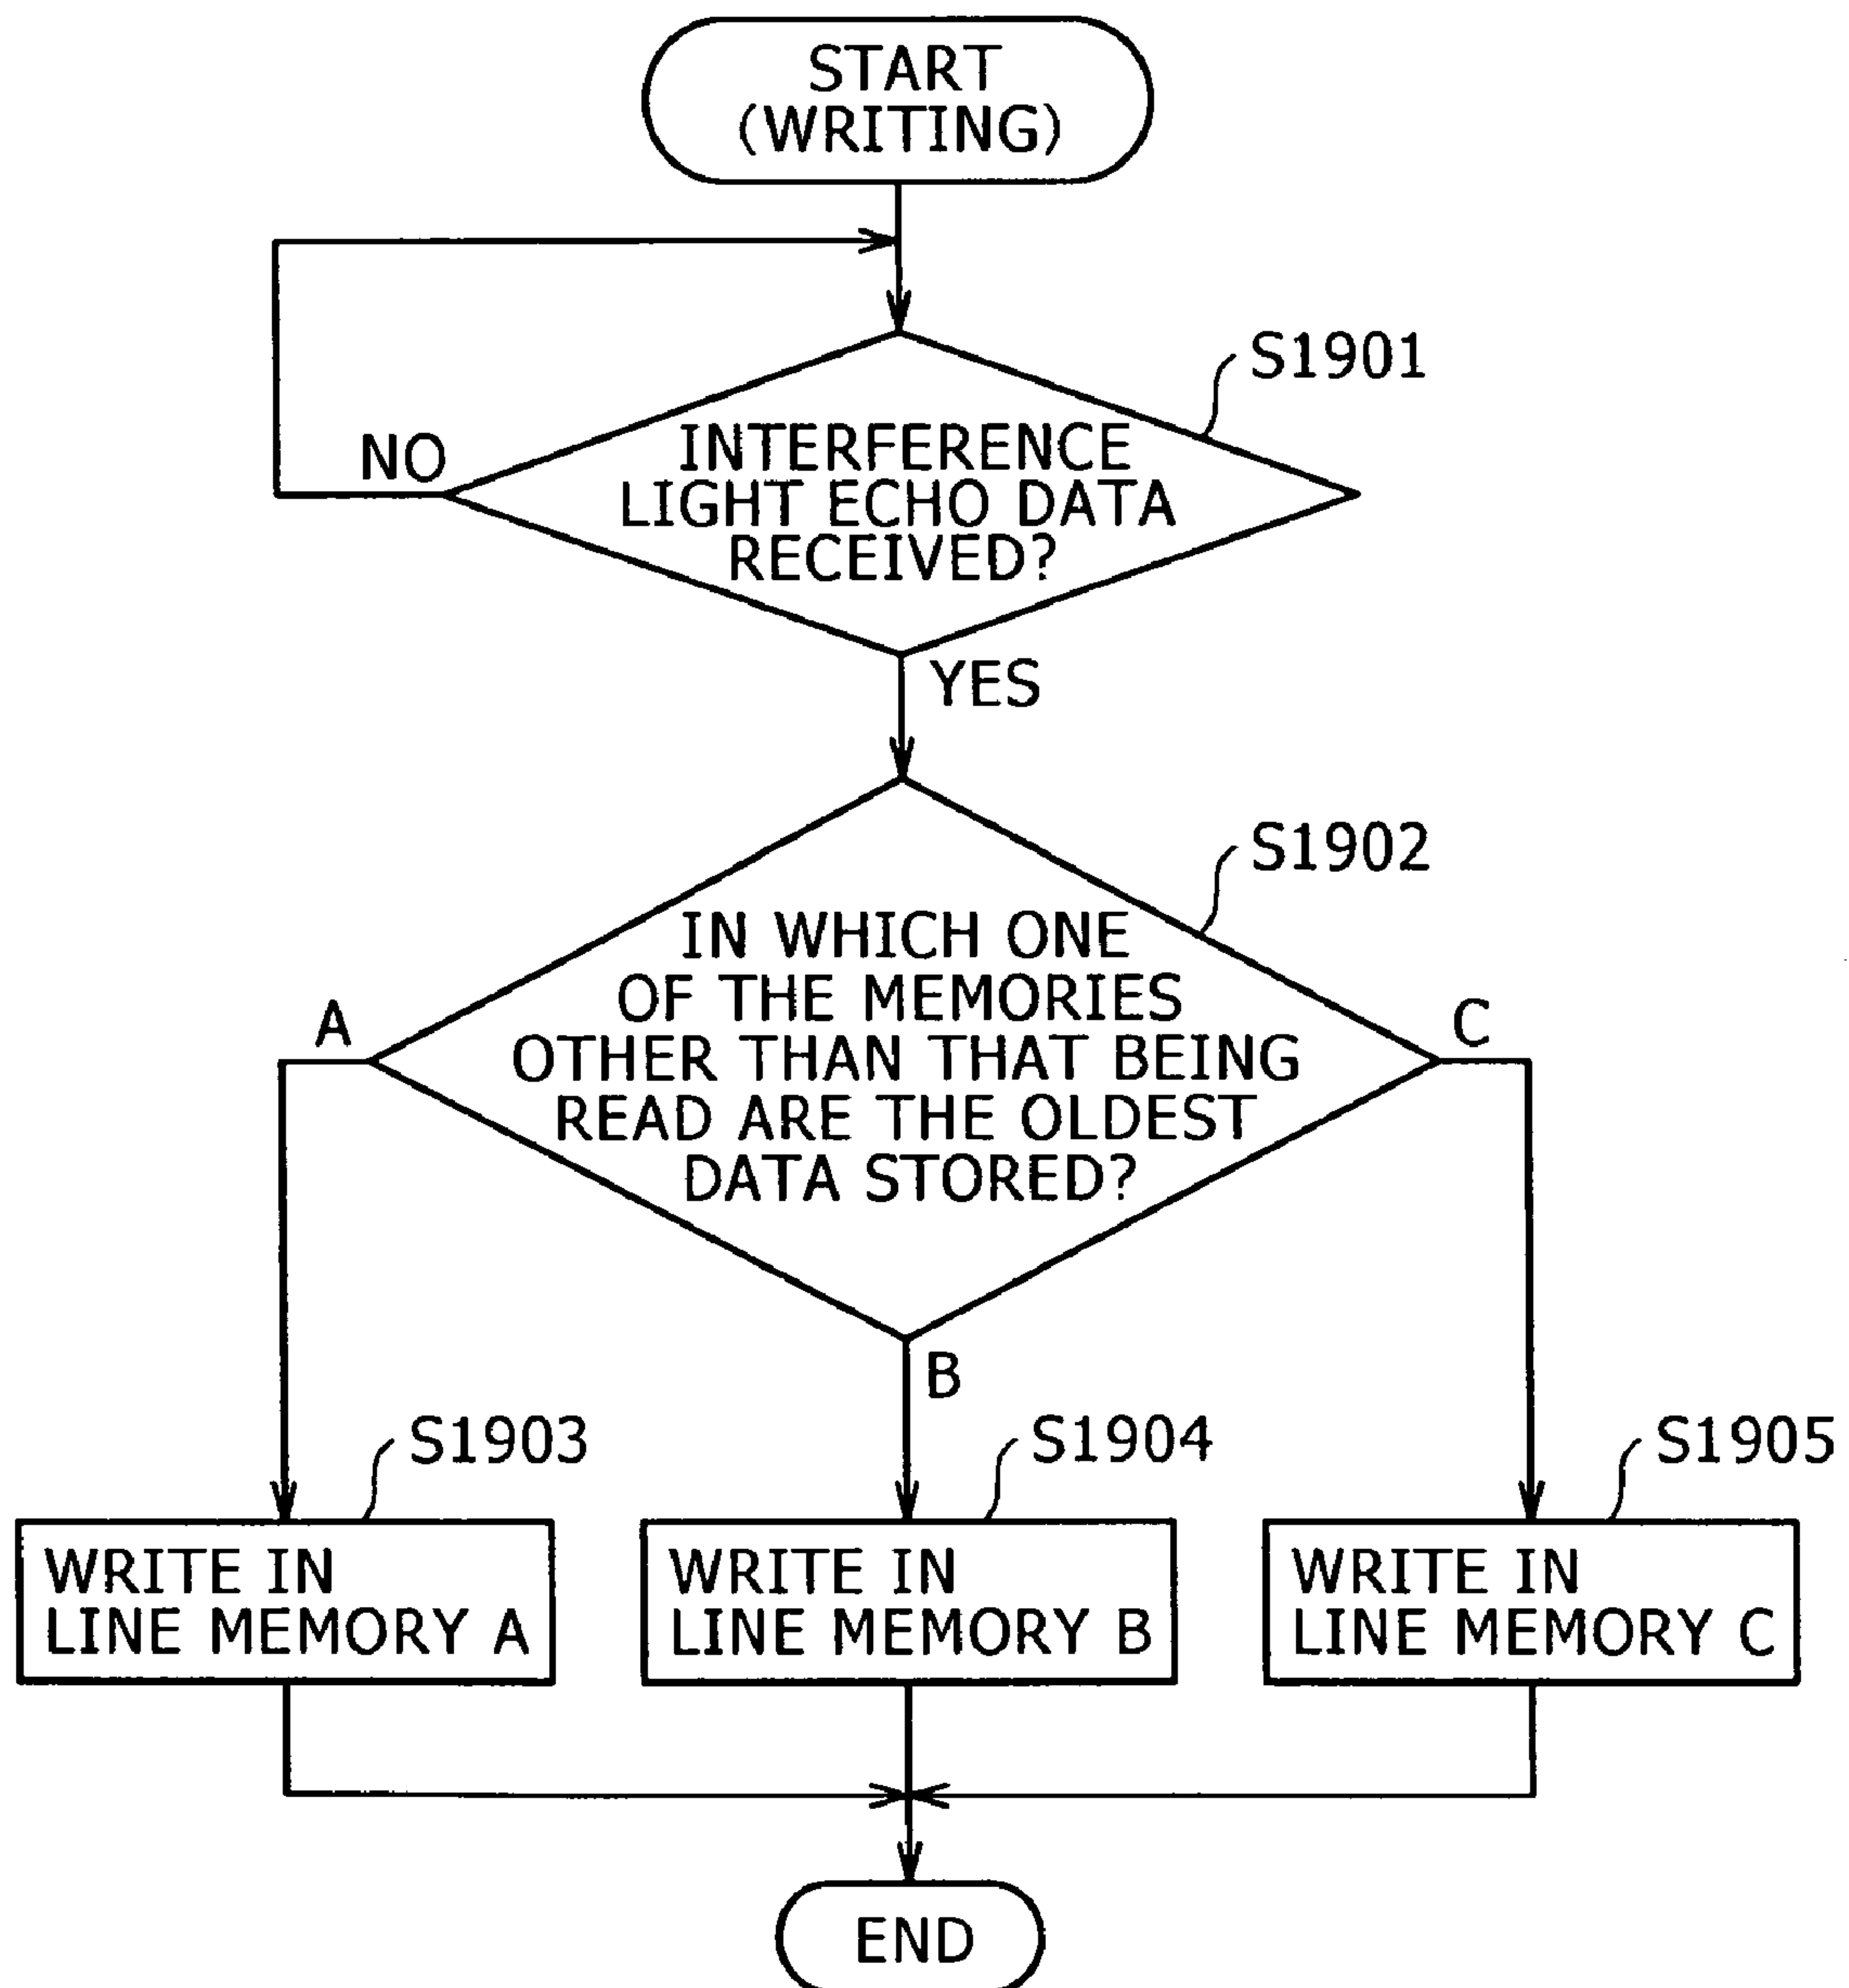 START
(WRITING)
S1901
NO
INTERFERENCE
LIGHT ECHO DATA
RECEIVED?
YES
S1902
IN WHICH ONE
OF THE MEMORIES
OTHER THAN THAT BEING
READ ARE THE OLDEST
DATA STORED?
A
C
B
S1903
S1904
S1905
WRITE IN
LINE MEMORY A
WRITE IN
LINE MEMORY B
WRITE IN
LINE MEMORY C
END